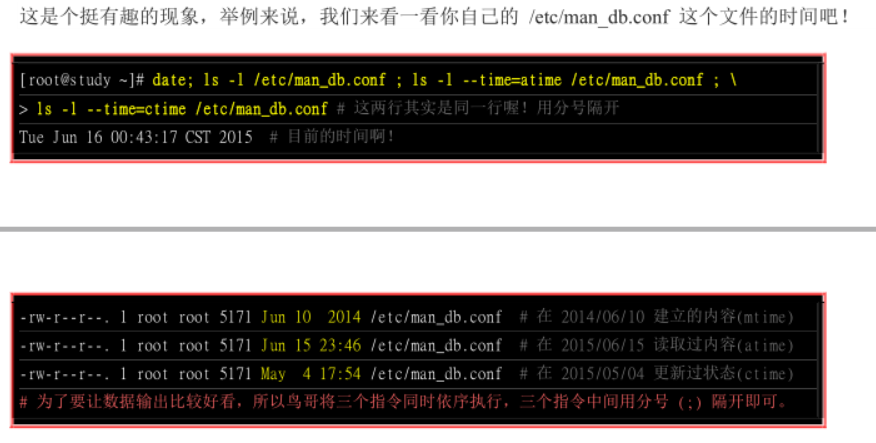 这是个挺有趣的现象，举例来说，我们来看一看你自己的 /etc/man_db.conf 这个文件的时间吧！
[root@study ~]# date; ls -l /etc/man_db.conf ; ls -l --time=atime /etc/man_db.conf ; \
> ls -l --time=ctime /etc/man_db.conf # 这两行其实是同一行喔！用分号隔开
Tue Jun 16 00:43:17 CST 2015 # 目前的时间啊！
-rw-r--r--. 1 root root 5171 Jun 10 2014 /etc/man_db.conf # 在 2014/06/10 建立的内容(mtime)
-rw-r--r--. 1 root root 5171 Jun 15 23:46 /etc/man_db.conf # 在 2015/06/15 读取过内容(atime)
-rw-r--r--. 1 root root 5171 May 4 17:54 /etc/man_db.conf # 在 2015/05/04 更新过状态(ctime)
# 为了要让数据输出比较好看，所以鸟哥将三个指令同时依序执行，三个指令中间用分号 (;) 隔开即可。